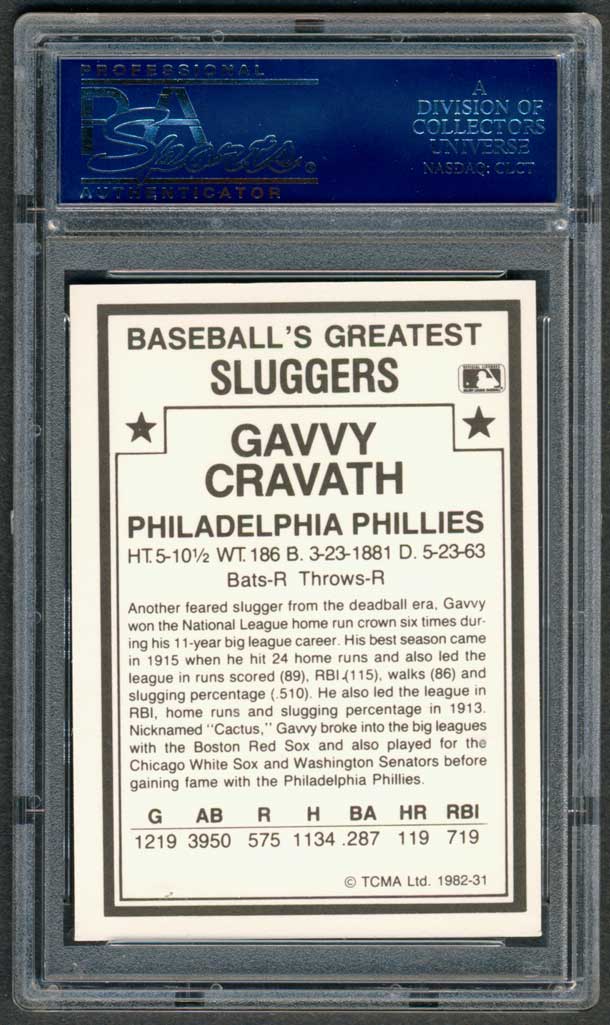 PROFESSIONAL
PSA
Sports®
AUTHENTICATOR
A
DIVISION OF
COLLECTORS
UNIVERSE
NASDAQ: CLCT
BASEBALL'S GREATEST
SLUGGERS
GAVVY
CRAVATH
PHILADELPHIA PHILLIES
HT. 5-10½ WT. 186 B. 3-23-1881 D. 5-23-63
Bats-R Throws-R
Another feared slugger from the deadball era, Gavvy
won the National League home run crown six times dur-
ing his 11-year big league career. His best season came
in 1915 when he hit 24 home runs and also led the
league in runs scored (89), RBI (115), walks (86) and
slugging percentage (.510). He also led the league in
RBI, home runs and slugging percentage in 1913.
Nicknamed "Cactus," Gavvy broke into the big leagues
with the Boston Red Sox and also played for the
Chicago White Sox and Washington Senators before
gaining fame with the Philadelphia Phillies.
G AB R H BA HR RBI
1219 3950 575 1134 .287 119 719
© TCMA Ltd. 1982-31